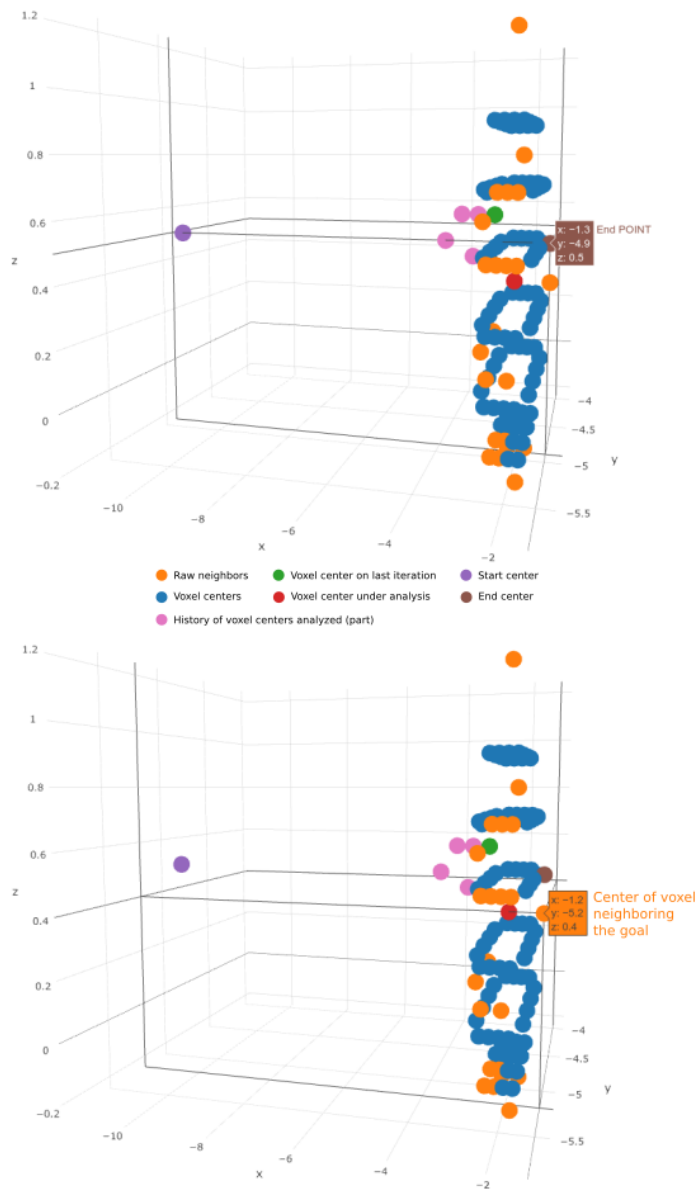 1.2
1
0.8
0.6
z
0.4
0.2
0
−0.2
−10
−8
−6
−4
−2
x
−4
−4.5
−5
−5.5
y
x: −1.3 End POINT
y: −4.9
z: 0.5
Raw neighbors Voxel center on last iteration Start center
Voxel centers Voxel center under analysis End center
History of voxel centers analyzed (part)
1.2
1
0.8
0.6
z
0.4
0.2
0
−0.2
−10
−8
−6
−4
−2
x
−4
−4.5
−5
−5.5
y
x: −1.2
y: −5.2
z: 0.4
Center of voxel
neighboring
the goal